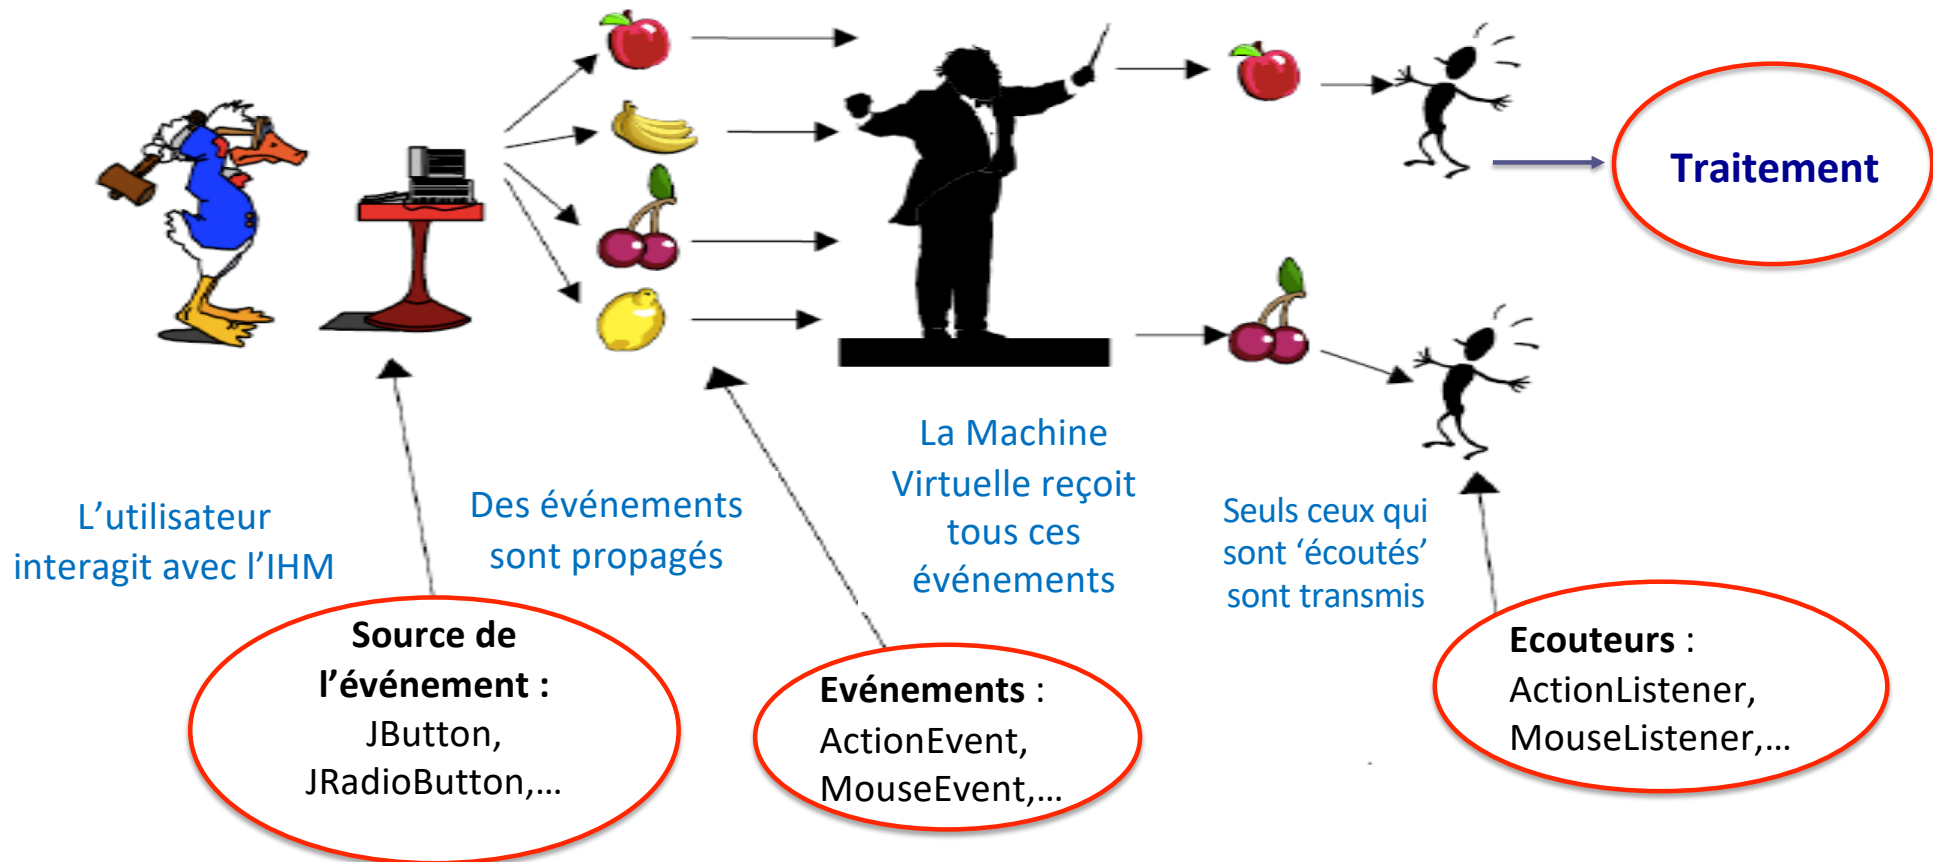 Traitement
L’utilisateur
interagit avec l’IHM
Des événements
sont propagés
La Machine
Virtuelle reçoit
tous ces
événements
Seuls ceux qui
sont ‘écoutés’
sont transmis
Source de
l’événement :
JButton,
JRadioButton,…
Evénements :
ActionEvent,
MouseEvent,…
Ecouteurs :
ActionListener,
MouseListener,…